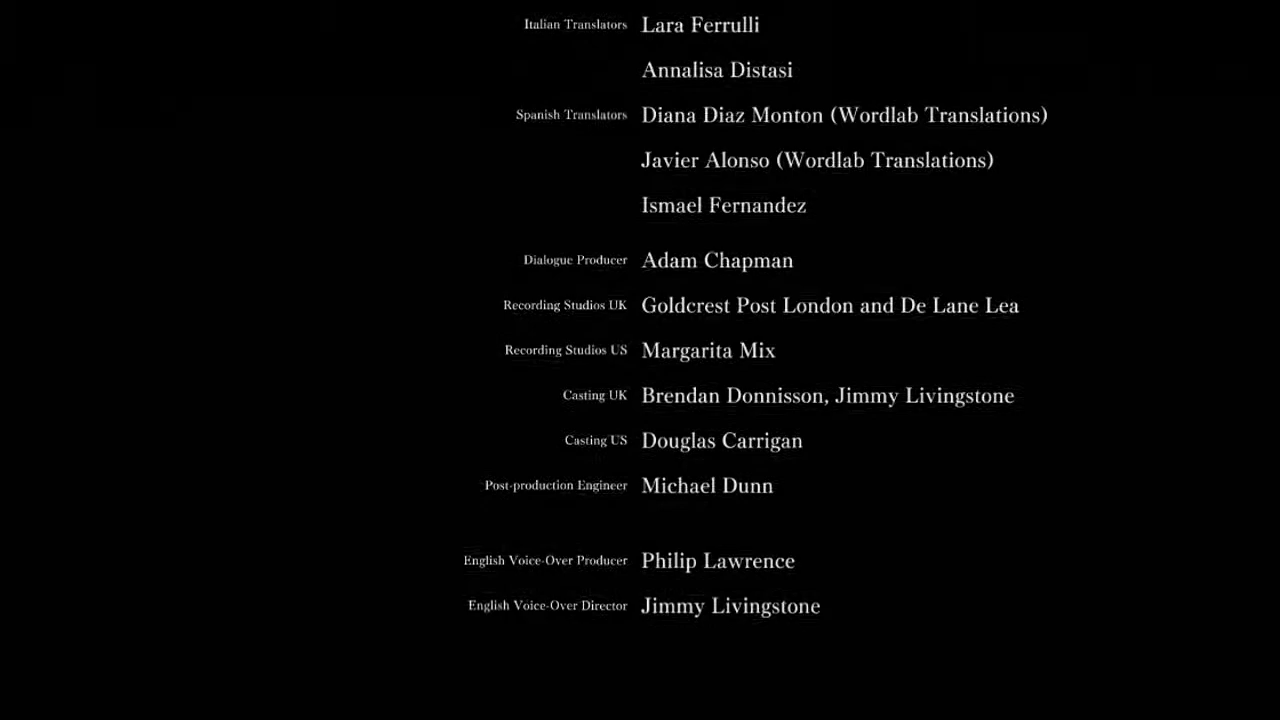 Italian Translators Lara Ferrulli
Annalisa Distasi
Spanish Translators Diana Diaz Monton (Wordlab Translations)
Javier Alonso (Wordlab Translations)
Ismael Fernandez
Dialogue Producer Adam Chapman
Recording Studios UK Goldcrest Post London and De Lane Lea
Recording Studios US Margarita Mix
Casting UK Brendan Donnisson, Jimmy Livingstone
Casting US Douglas Carrigan
Post-production Engineer Michael Dunn
English Voice-Over Producer Philip Lawrence
English Voice-Over Director Jimmy Livingstone